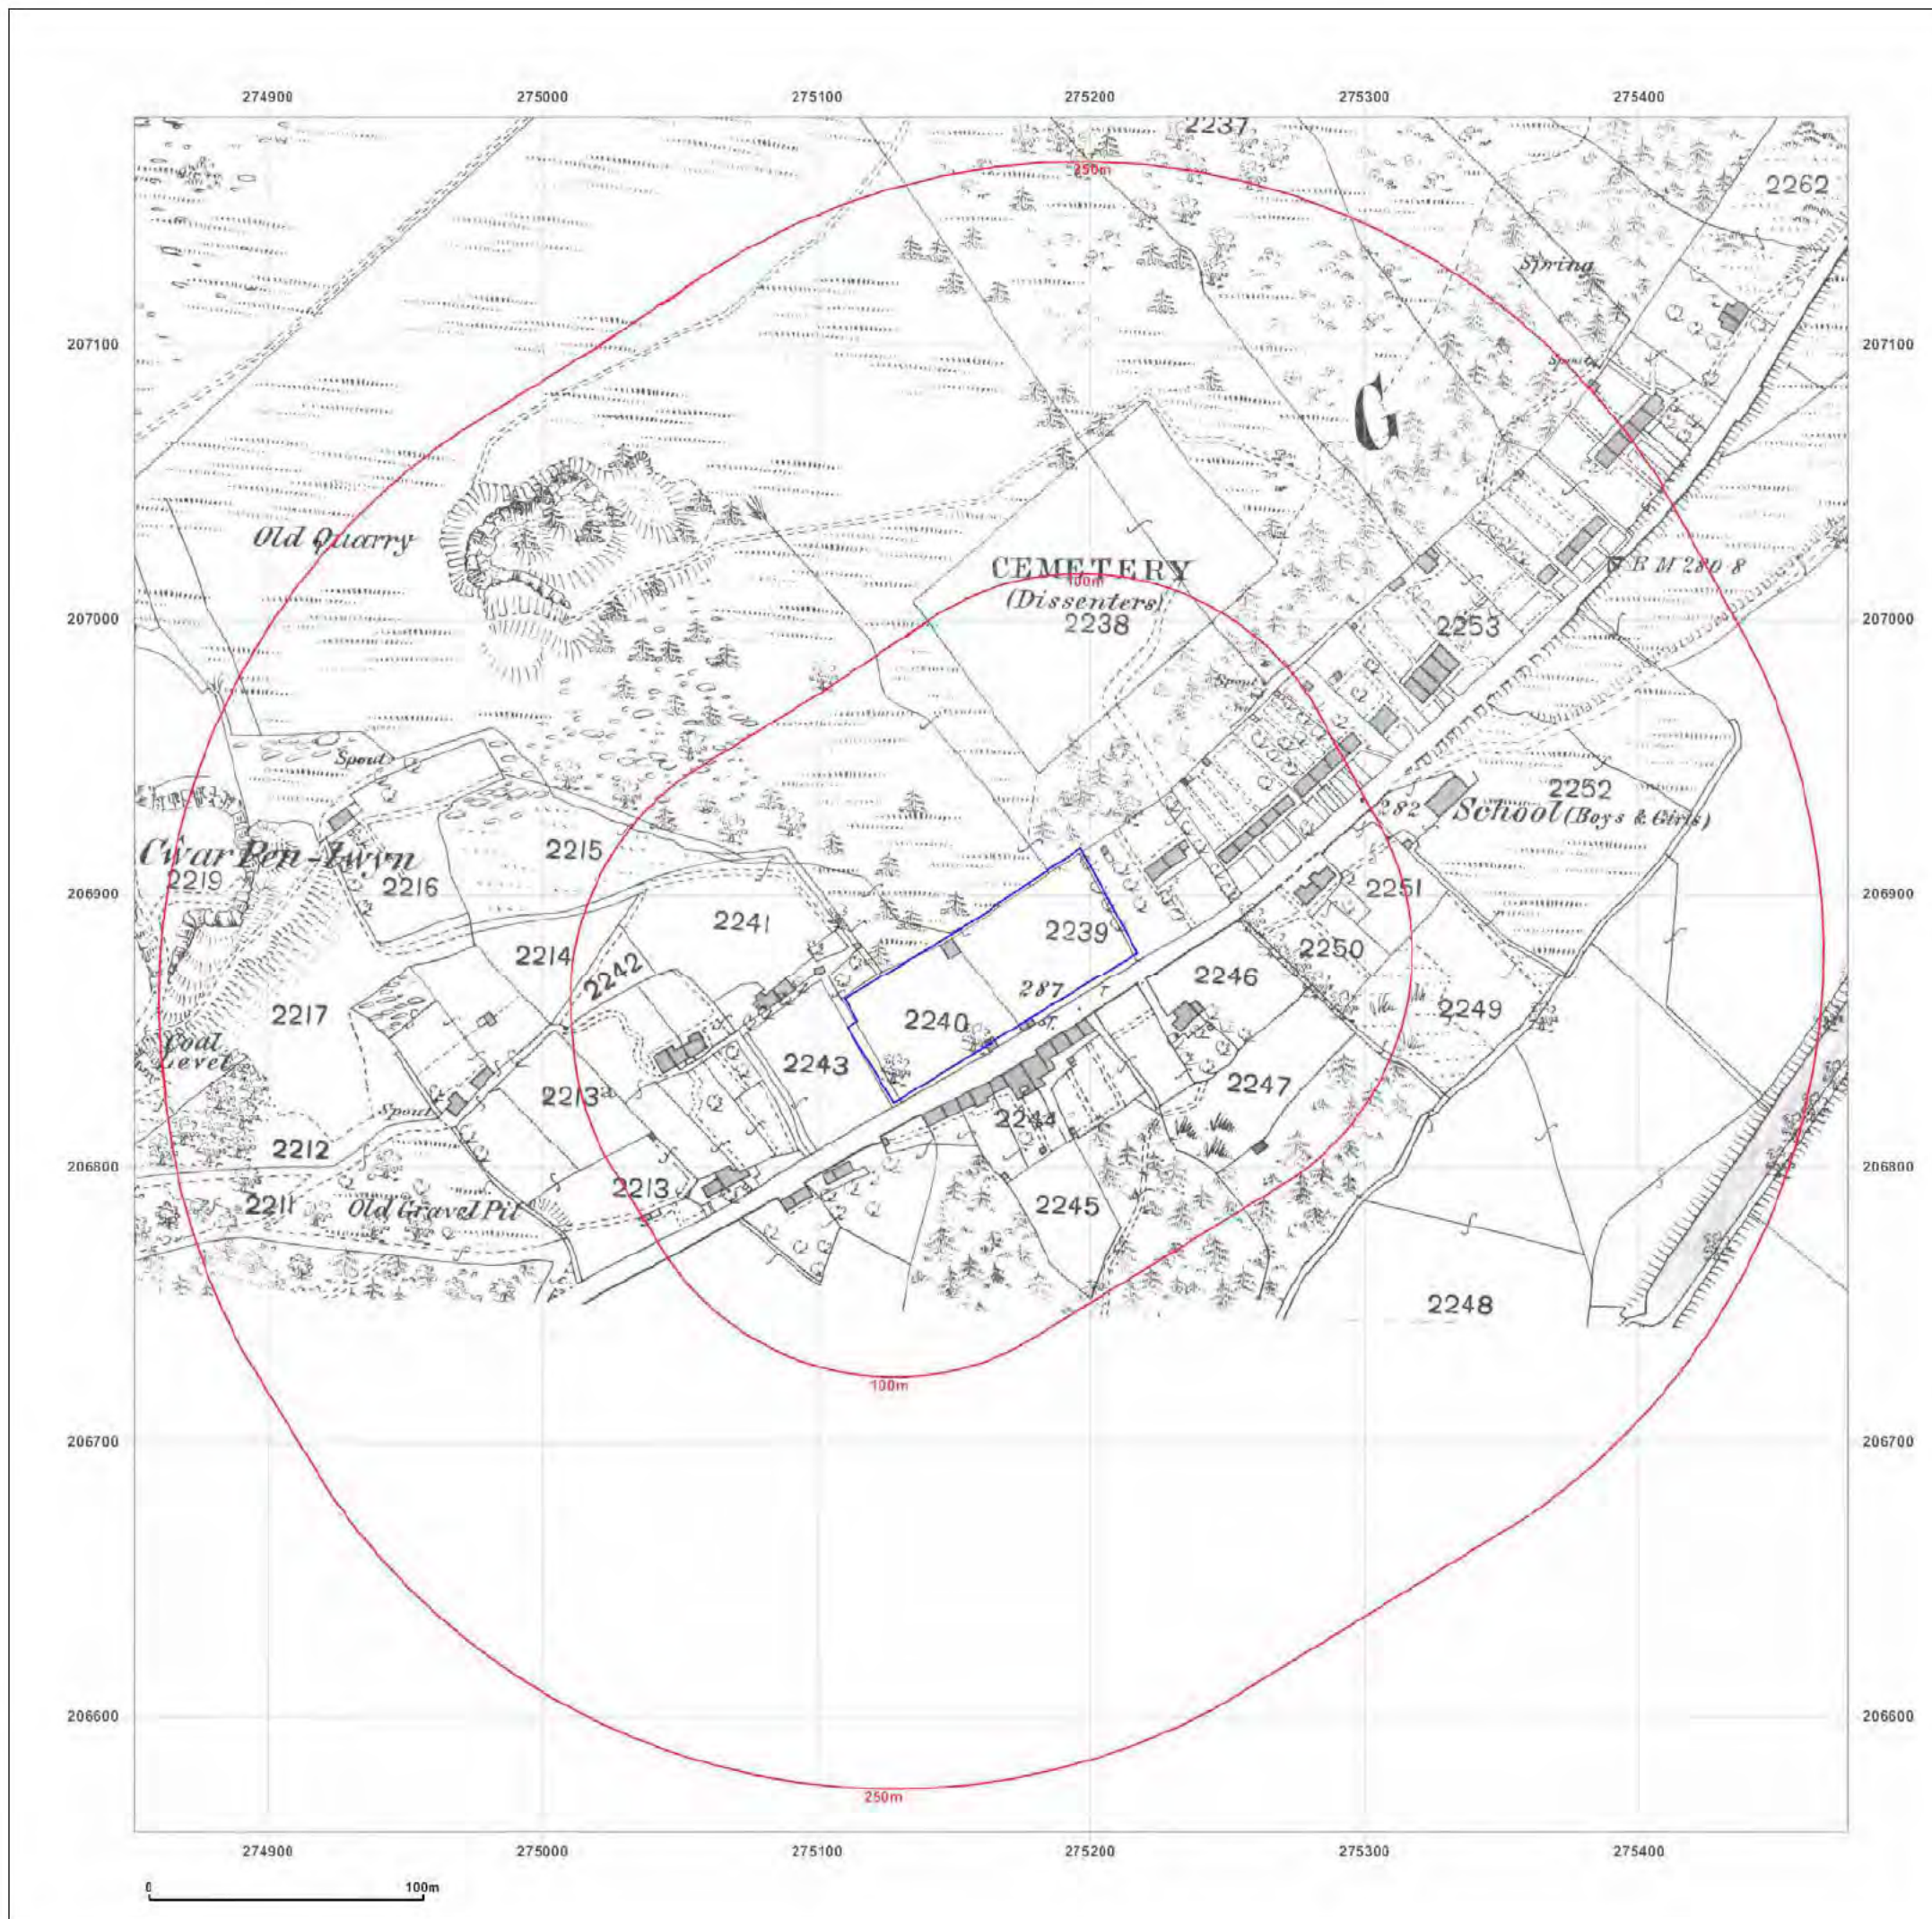 274900 275000 275100 275200 275300 275400
2237
250m
2262
Spring
207100 207100
Spout
G
Old Quarry
B.M. 280.8
CEMETERY
100m
(Dissenters)
207000 2238 2253 207000
Spout
Spout
282 School (Boys & Girls)
2252
Cwar Pen-lwyn
2215
2219 2216 2251
206900 206900
2241 2239
2214 2250
2242 2246
287 T
2217 2240 ST. 2249
Coal
Level
2243
2213a 2247
Spout
2244
2212
206800 206800
2213
2211 Old Gravel Pit 2245
2248
100m
206700 206700
206600 206600
250m
274900 275000 275100 275200 275300 275400
0 100m